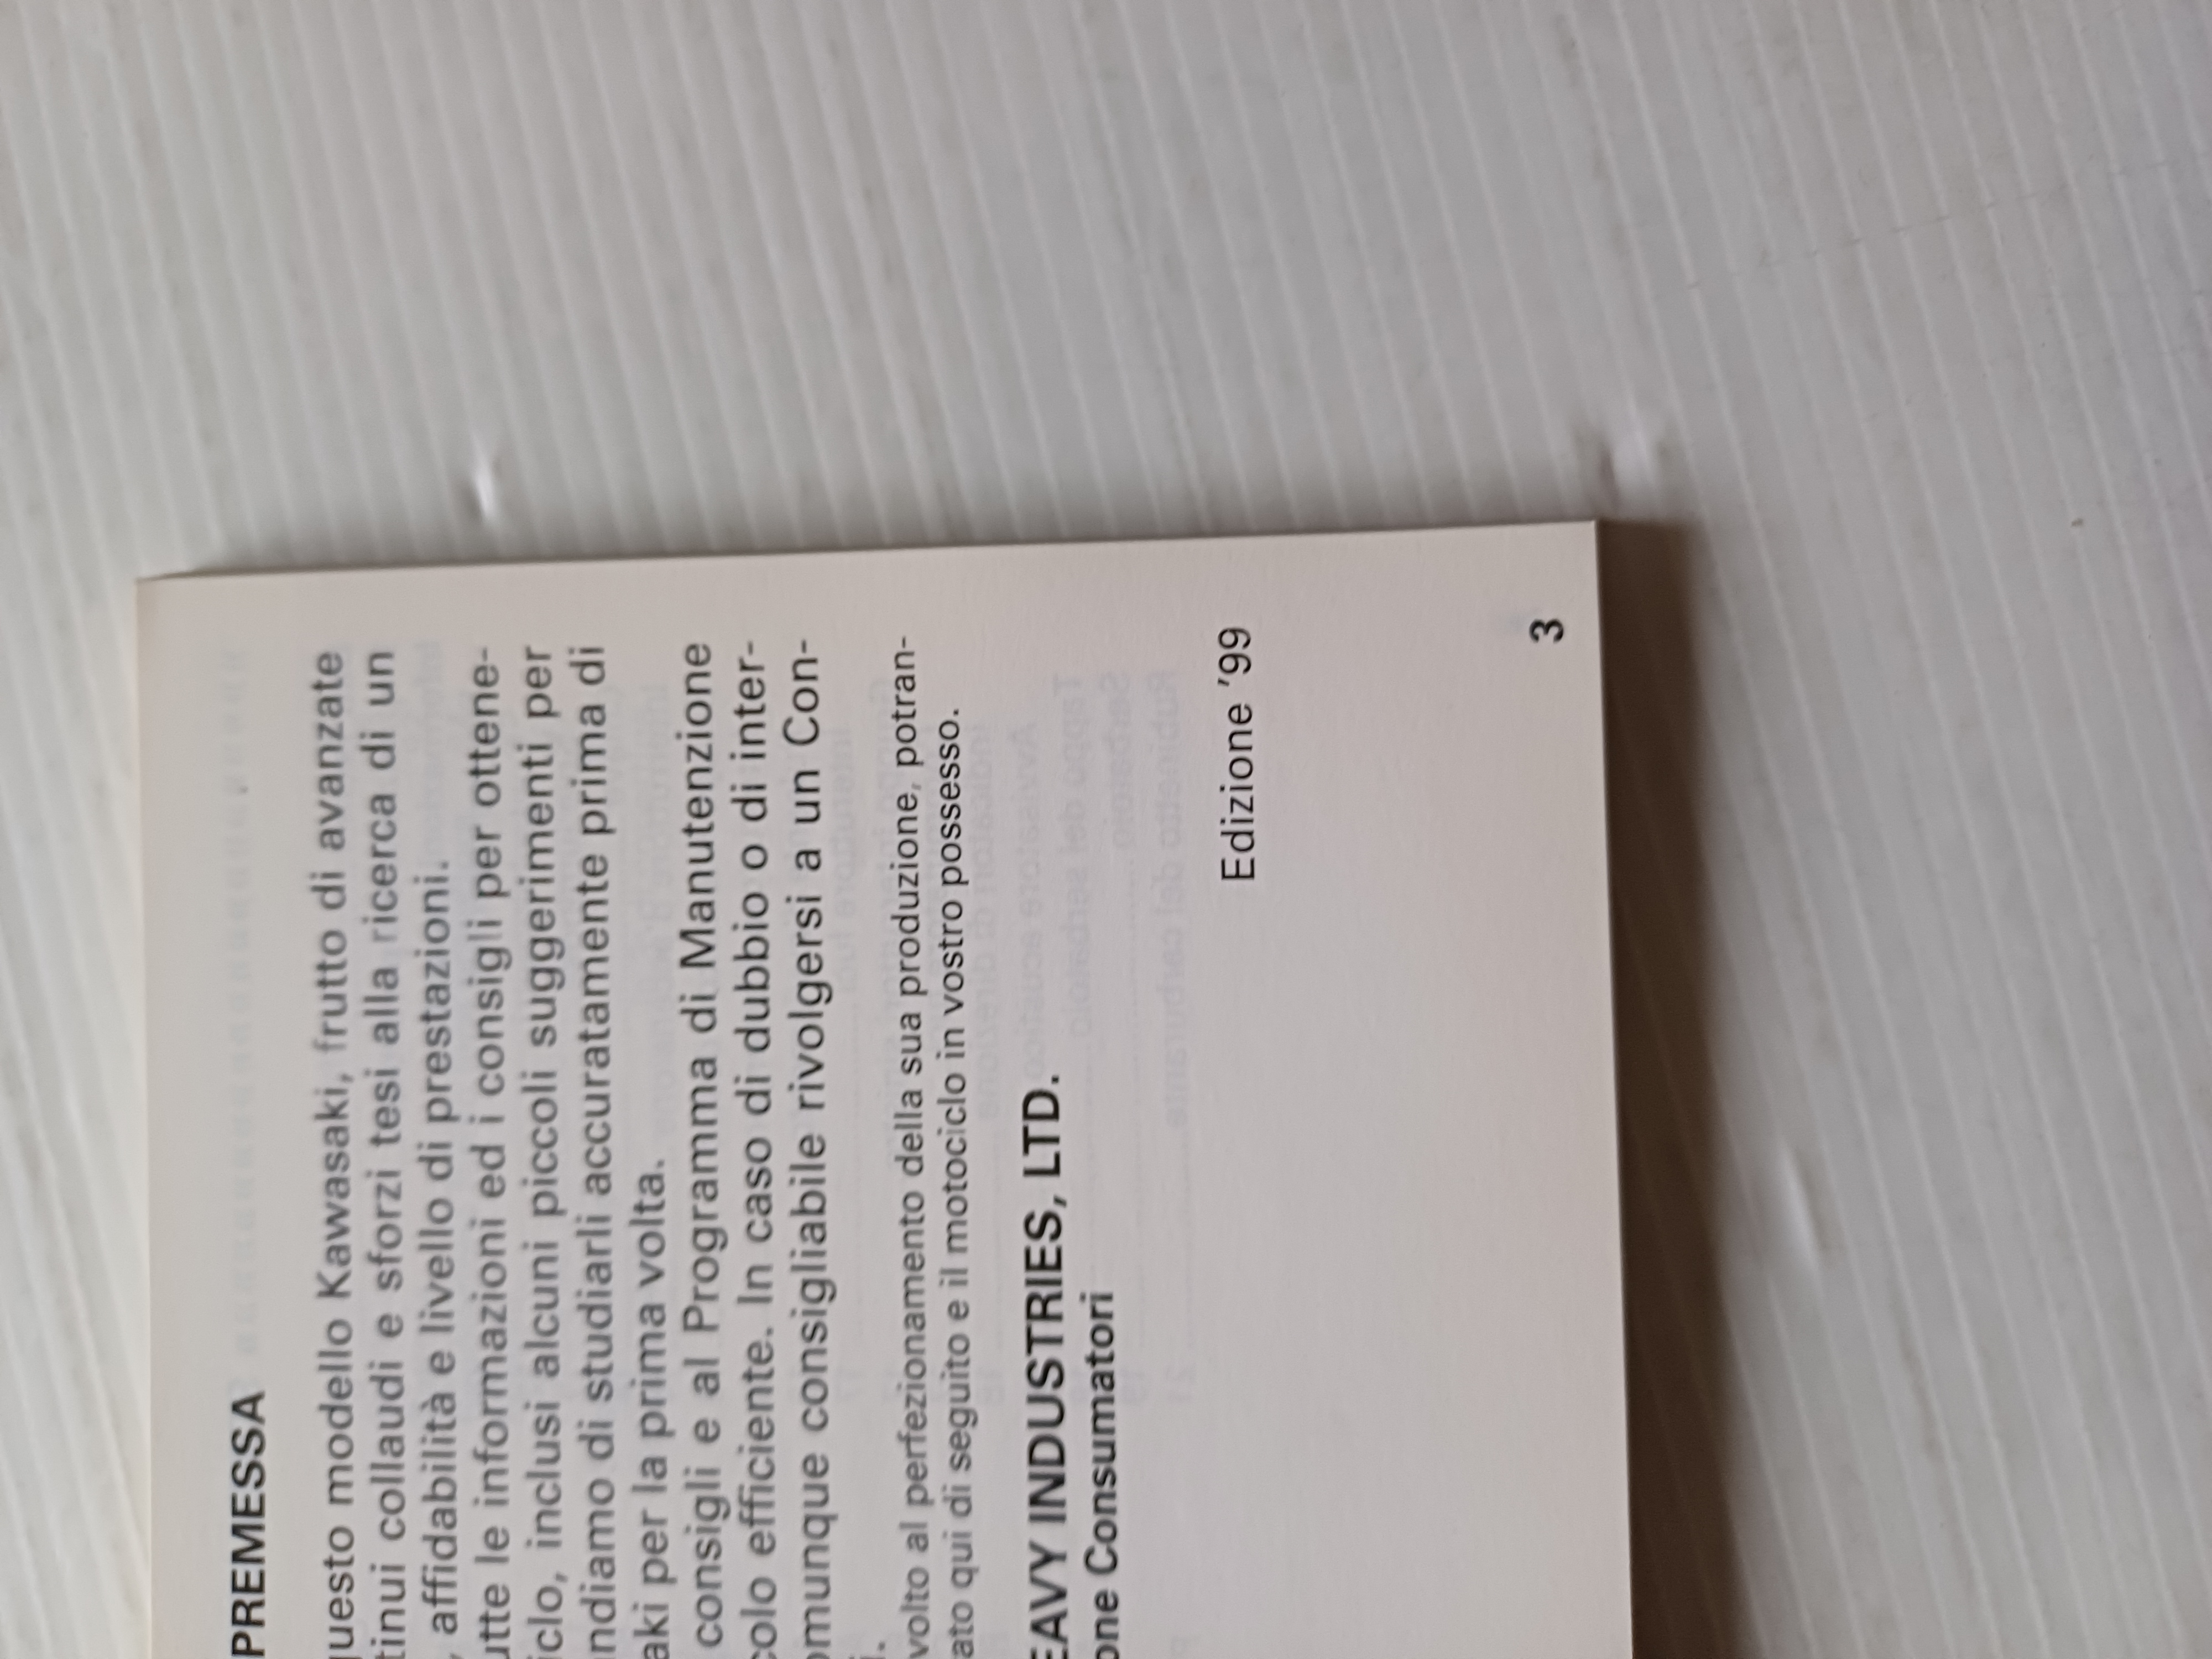 PREMESSA
questo modello Kawasaki, frutto di avanzate
tinui collaudi e sforzi tesi alla ricerca di un
, affidabilità e livello di prestazioni.
utte le informazioni ed i consigli per ottene-
iclo, inclusi alcuni piccoli suggerimenti per
ndiamo di studiarli accuratamente prima di
aki per la prima volta.
consigli e al Programma di Manutenzione
colo efficiente. In caso di dubbio o di inter-
omunque consigliabile rivolgersi a un Con-
i.
volto al perfezionamento della sua produzione, potran-
ato qui di seguito e il motociclo in vostro possesso.
EAVY INDUSTRIES, LTD.
one Consumatori
Edizione '99
3